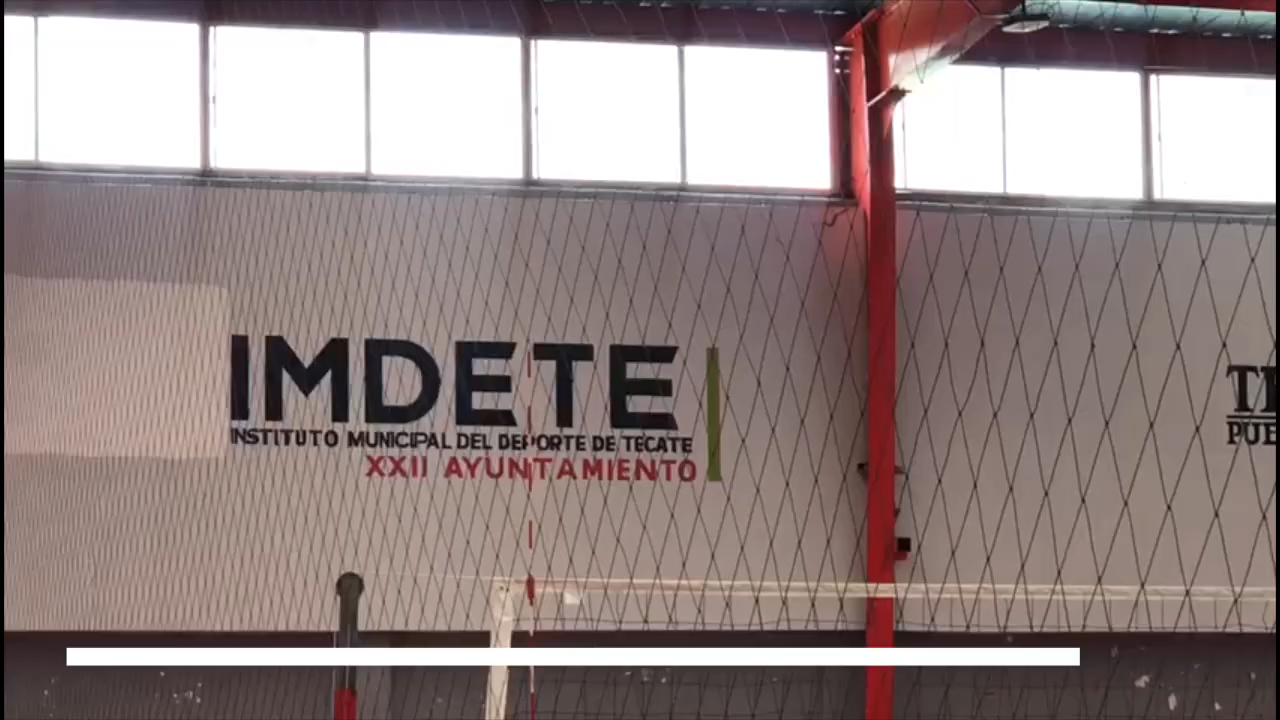 IMDETE
INSTITUTO MUNICIPAL DEL DEPORTE DE TECATE
XXII AYUNTAMIENTO